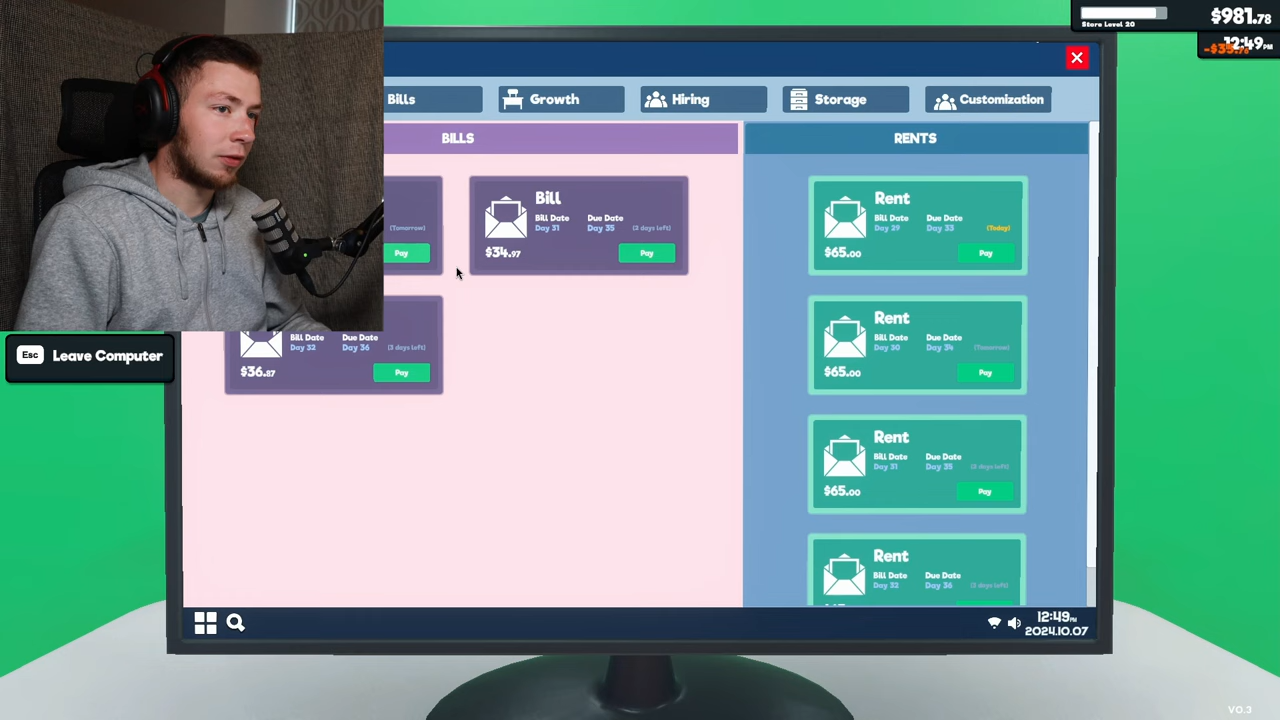 $981.78
Store Level 20
12:49PM
Bills
Growth
Hiring
Storage
Customization
BILLS
RENTS
(Tomorrow)
Pay
Bill
Bill Date
Due Date
Day 31
Day 35
(2 days left)
$34.97
Pay
Bill Date
Due Date
Day 32
Day 36
(3 days left)
$36.87
Pay
Rent
Bill Date
Due Date
Day 29
Day 33
(Today)
$65.00
Pay
Rent
Bill Date
Due Date
Day 30
Day 34
(Tomorrow)
$65.00
Pay
Rent
Bill Date
Due Date
Day 31
Day 35
(2 days left)
$65.00
Pay
Rent
Bill Date
Due Date
Day 32
Day 36
(3 days left)
Esc
Leave Computer
12:49PM
2024.10.07
V0.3